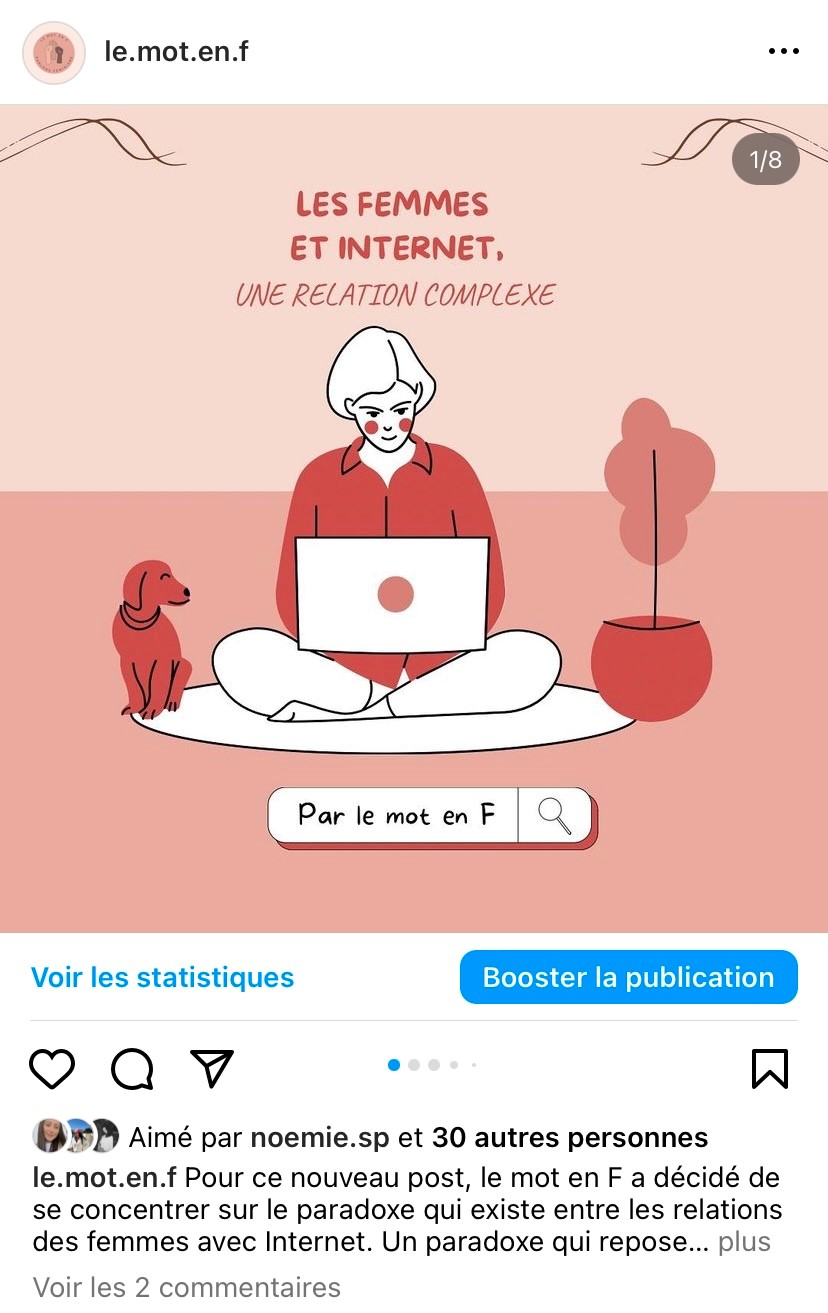 le.mot.en.f
1/8
LES FEMMES
ET INTERNET,
UNE RELATION COMPLEXE
Par le mot en F
Voir les statistiques
Booster la publication
Aimé par noemie.sp et 30 autres personnes
le.mot.en.f Pour ce nouveau post, le mot en F a décidé de
se concentrer sur le paradoxe qui existe entre les relations
des femmes avec Internet. Un paradoxe qui repose... plus
Voir les 2 commentaires